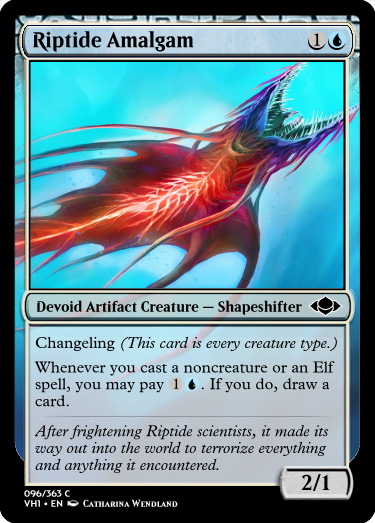 Riptide Amalgam 1
Devoid Artifact Creature — Shapeshifter
Changeling (This card is every creature type.)
Whenever you cast a noncreature or an Elf
spell, you may pay 1 . If you do, draw a
card.
After frightening Riptide scientists, it made its
way out into the world to terrorize everything
and anything it encountered.
2/1
096/363 C
VH1 • EN Catharina Wendland